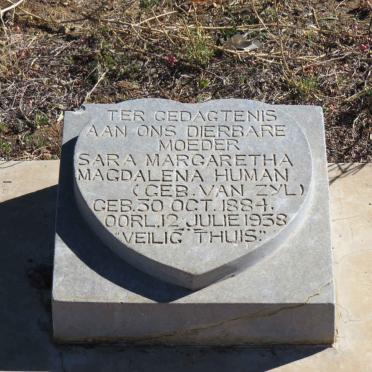 TER GEDAGTENIS
AAN ONS DIERBARE
MOEDER
SARA MARGARETHA
MAGDALENA HUMAN
(GEB. VAN ZYL)
GEB. 30 OCT. 1884.
OORL. 12. JULIE 1938
"VEILIG THUIS."